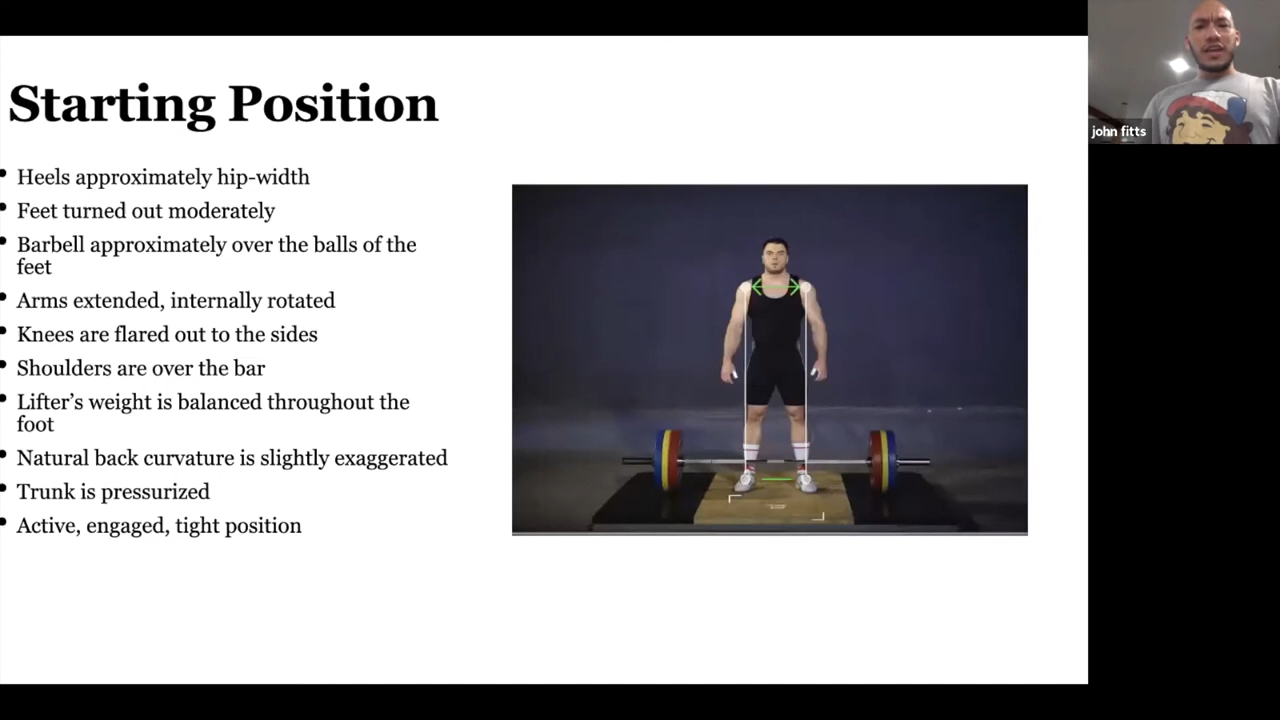 Starting Position
• Heels approximately hip-width
• Feet turned out moderately
• Barbell approximately over the balls of the
feet
• Arms extended, internally rotated
• Knees are flared out to the sides
• Shoulders are over the bar
• Lifter’s weight is balanced throughout the
foot
• Natural back curvature is slightly exaggerated
• Trunk is pressurized
• Active, engaged, tight position
john fitts